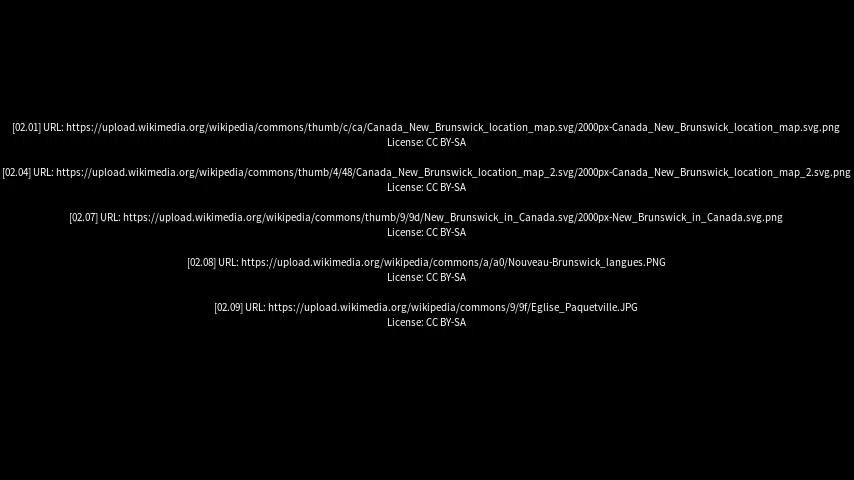 [02.01] URL: https://upload.wikimedia.org/wikipedia/commons/thumb/c/ca/Canada_New_Brunswick_location_map.svg/2000px-Canada_New_Brunswick_location_map.svg.png
License: CC BY-SA
[02.04] URL: https://upload.wikimedia.org/wikipedia/commons/thumb/4/48/Canada_New_Brunswick_location_map_2.svg/2000px-Canada_New_Brunswick_location_map_2.svg.png
License: CC BY-SA
[02.07] URL: https://upload.wikimedia.org/wikipedia/commons/thumb/9/9d/New_Brunswick_in_Canada.svg/2000px-New_Brunswick_in_Canada.svg.png
License: CC BY-SA
[02.08] URL: https://upload.wikimedia.org/wikipedia/commons/a/a0/Nouveau-Brunswick_langues.PNG
License: CC BY-SA
[02.09] URL: https://upload.wikimedia.org/wikipedia/commons/9/9f/Eglise_Paquetville.JPG
License: CC BY-SA